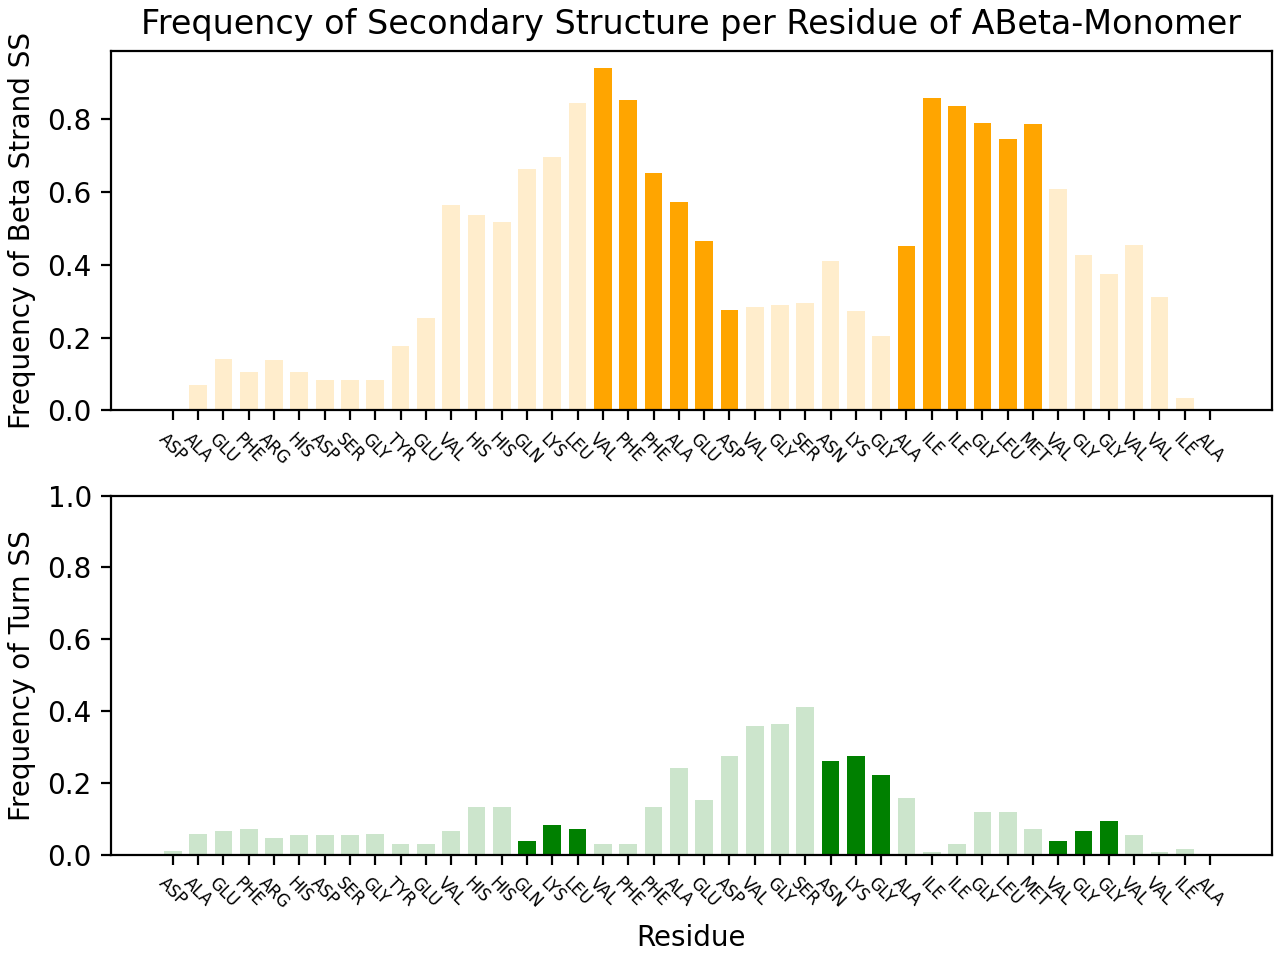 Frequency of Secondary Structure per Residue of ABeta-Monomer
Frequency of Beta Strand SS
0.8
0.6
0.4
0.2
0.0
ASP ALA GLU PHE ARG HIS ASP SER GLY TYR GLU VAL HIS HIS GLN LYS LEU VAL PHE PHE ALA GLU ASP VAL GLY SER ASN LYS GLY ALA ILE ILE GLY LEU MET VAL GLY GLY VAL VAL ILE ALA
Frequency of Turn SS
1.0
0.8
0.6
0.4
0.2
0.0
ASP ALA GLU PHE ARG HIS ASP SER GLY TYR GLU VAL HIS HIS GLN LYS LEU VAL PHE PHE ALA GLU ASP VAL GLY SER ASN LYS GLY ALA ILE ILE GLY LEU MET VAL GLY GLY VAL VAL ILE ALA
Residue